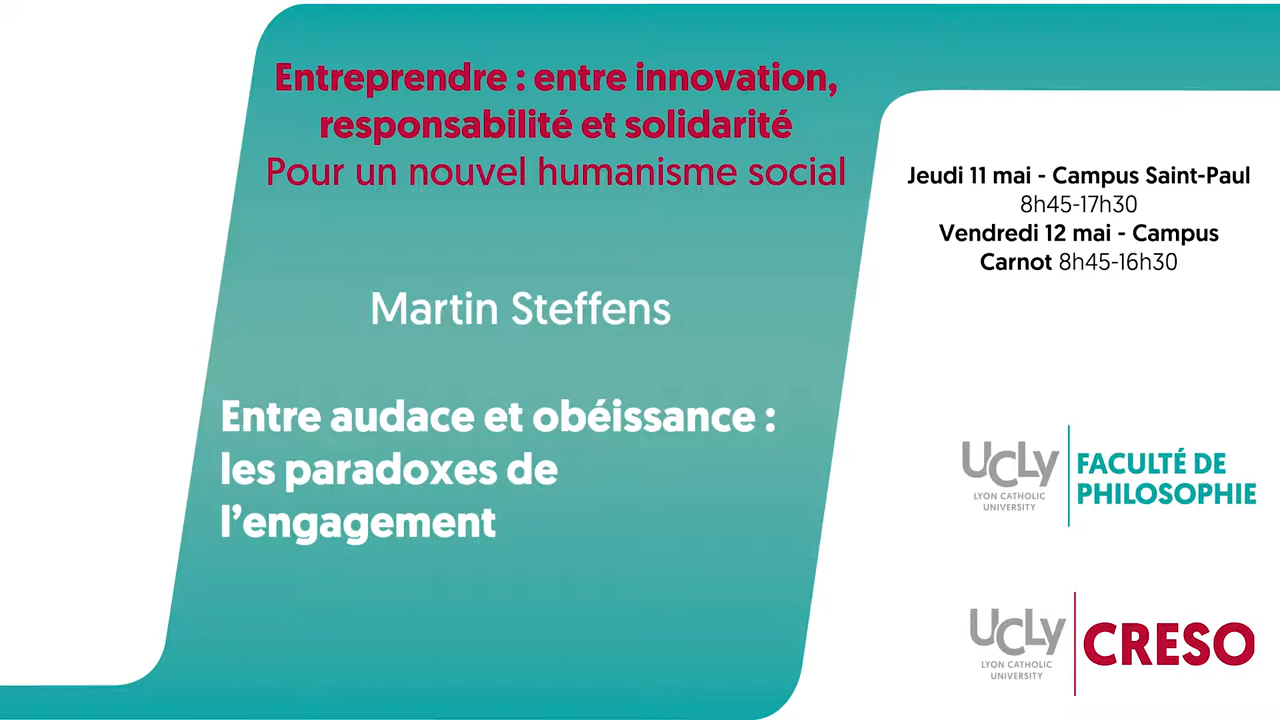 Entreprendre : entre innovation,
responsabilité et solidarité
Pour un nouvel humanisme social
Martin Steffens
Entre audace et obéissance :
les paradoxes de
l’engagement
Jeudi 11 mai - Campus Saint-Paul
8h45-17h30
Vendredi 12 mai - Campus
Carnot 8h45-16h30
UCLy
LYON CATHOLIC
UNIVERSITY
FACULTÉ DE
PHILOSOPHIE
UCLy
LYON CATHOLIC
UNIVERSITY
CRESO